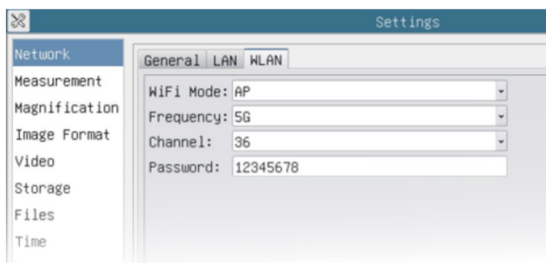 Settings
Network
Measurement
Magnification
Image Format
Video
Storage
Files
Time
General LAN WLAN
WiFi Mode: AP
Frequency: 5G
Channel: 36
Password: 12345678